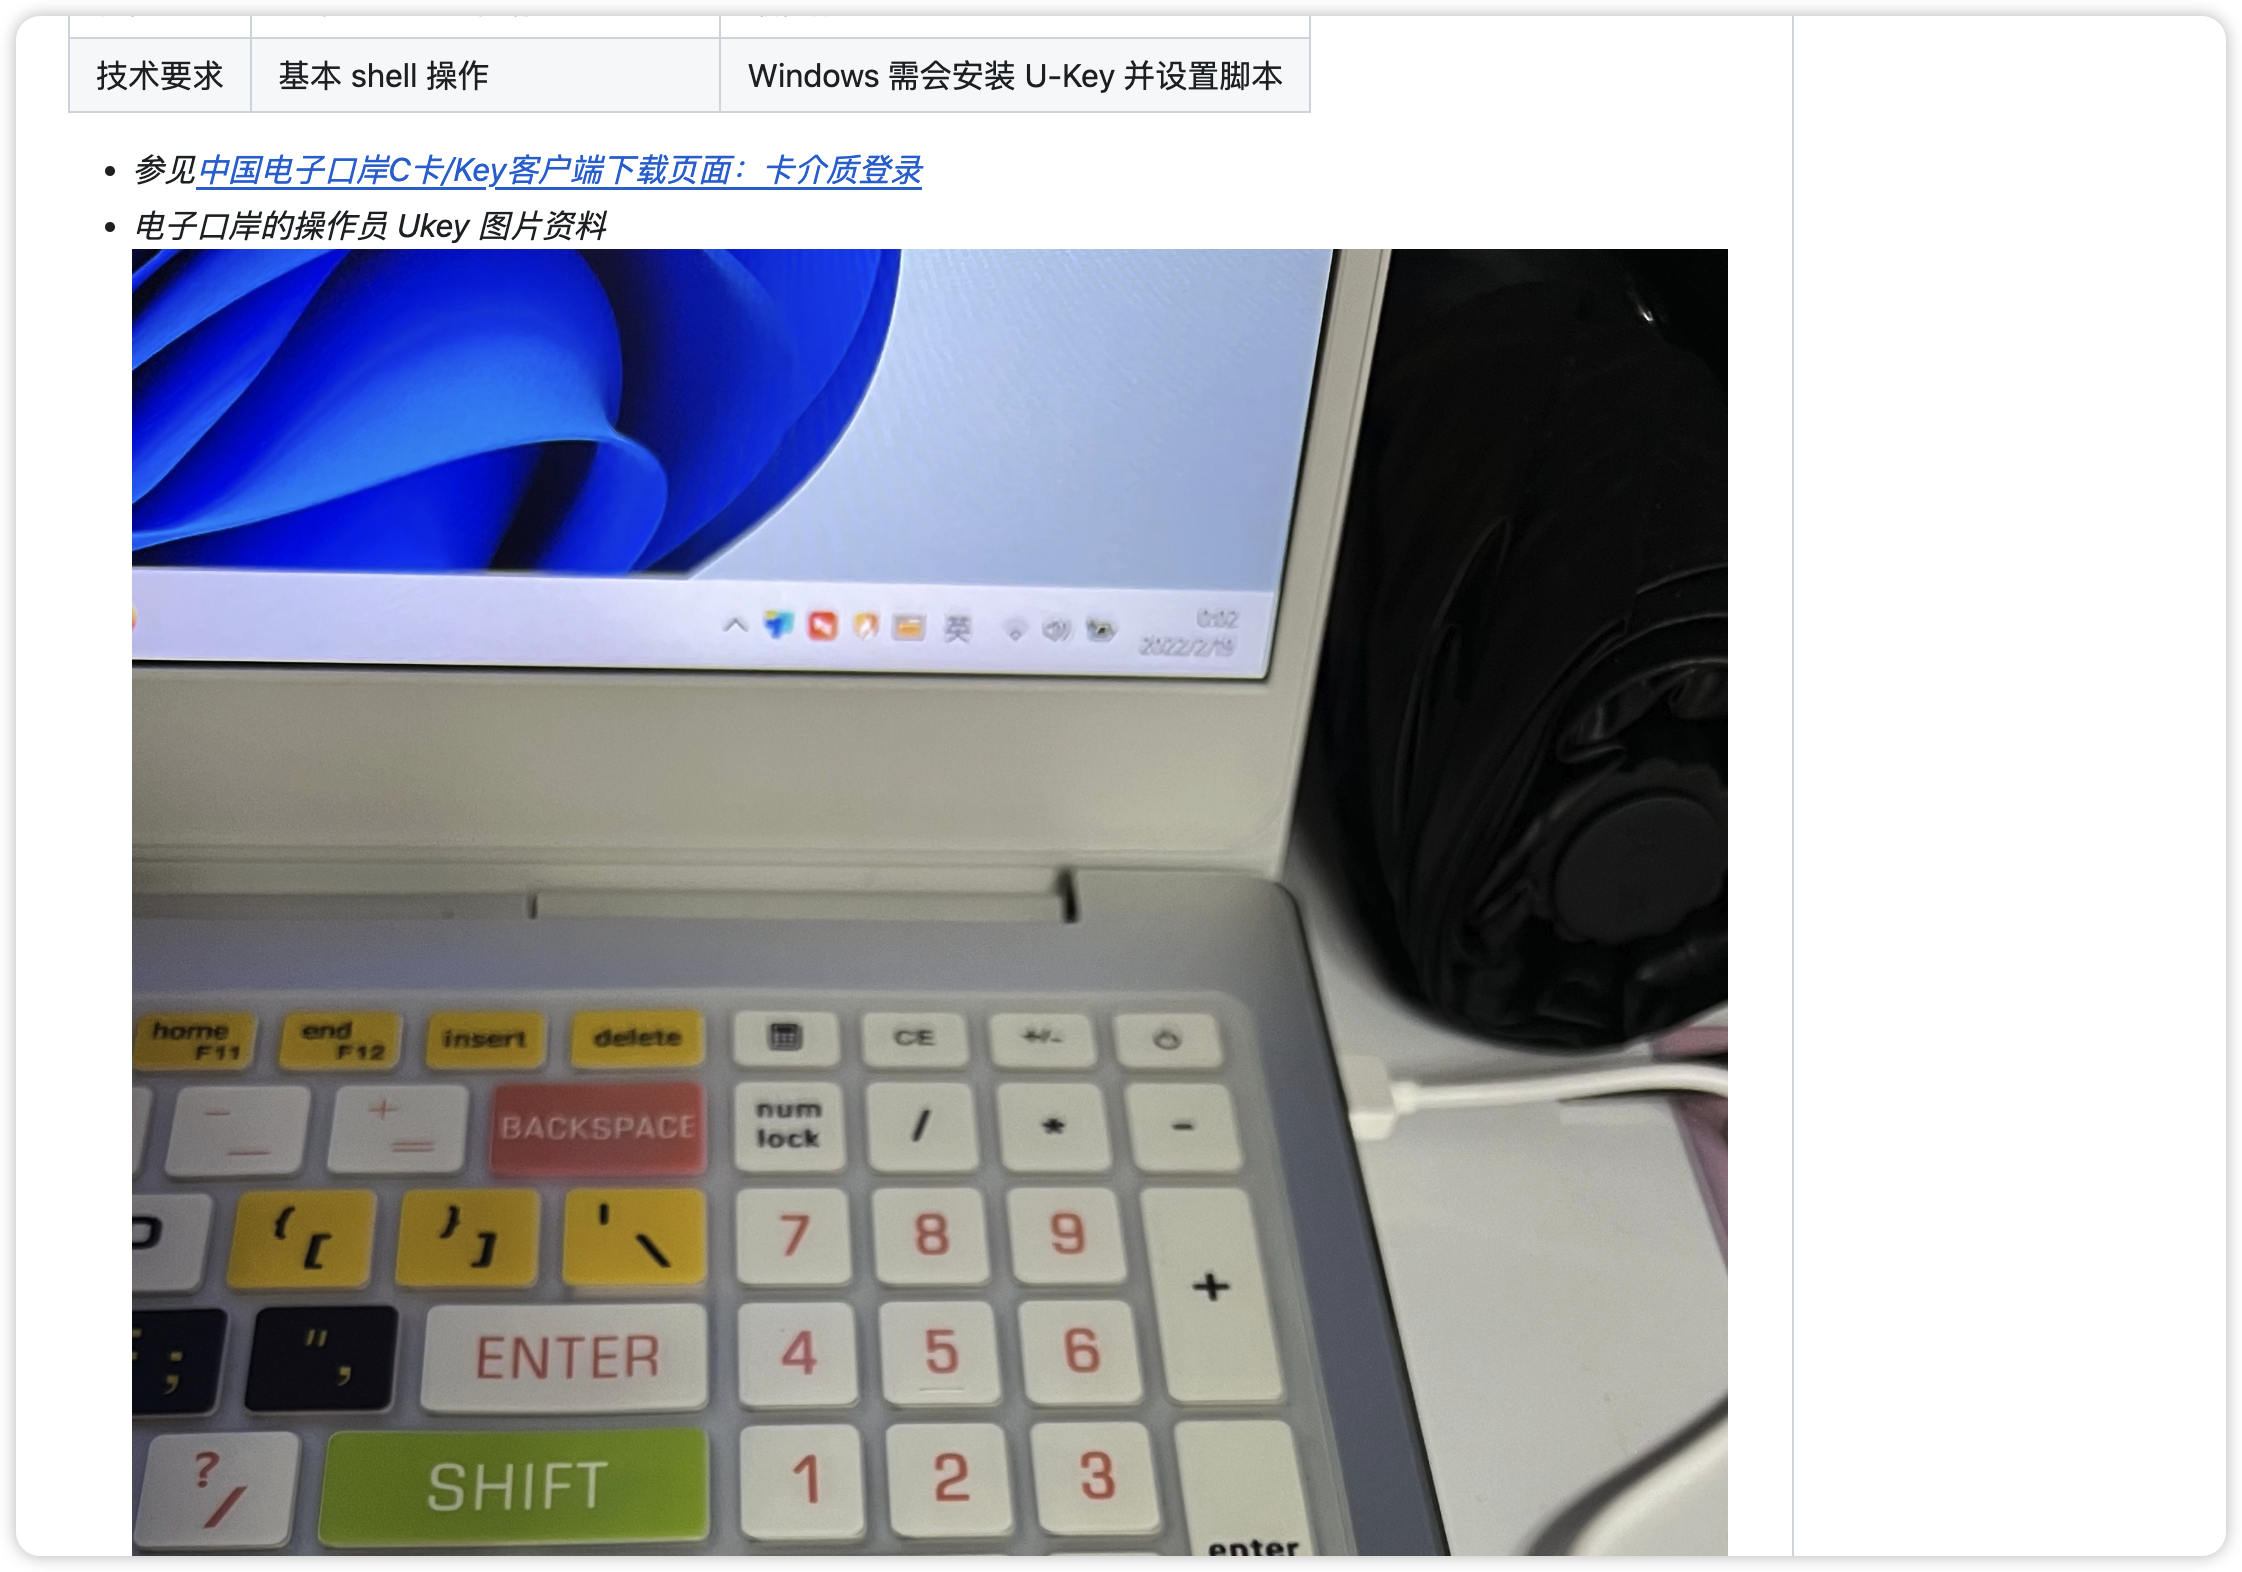 技术要求 基本 shell 操作 Windows 需会安装 U-Key 并设置脚本
参见中国电子口岸C卡/Key客户端下载页面：卡介质登录
电子口岸的操作员 Ukey 图片资料
英 0:02
2022/2/19
home F11 end F12 insert delete CE +/-
- _ + = BACKSPACE num lock / * -
{ [ } ] ' \ 7 8 9 +
: ; " , ENTER 4 5 6
? / SHIFT 1 2 3
enter